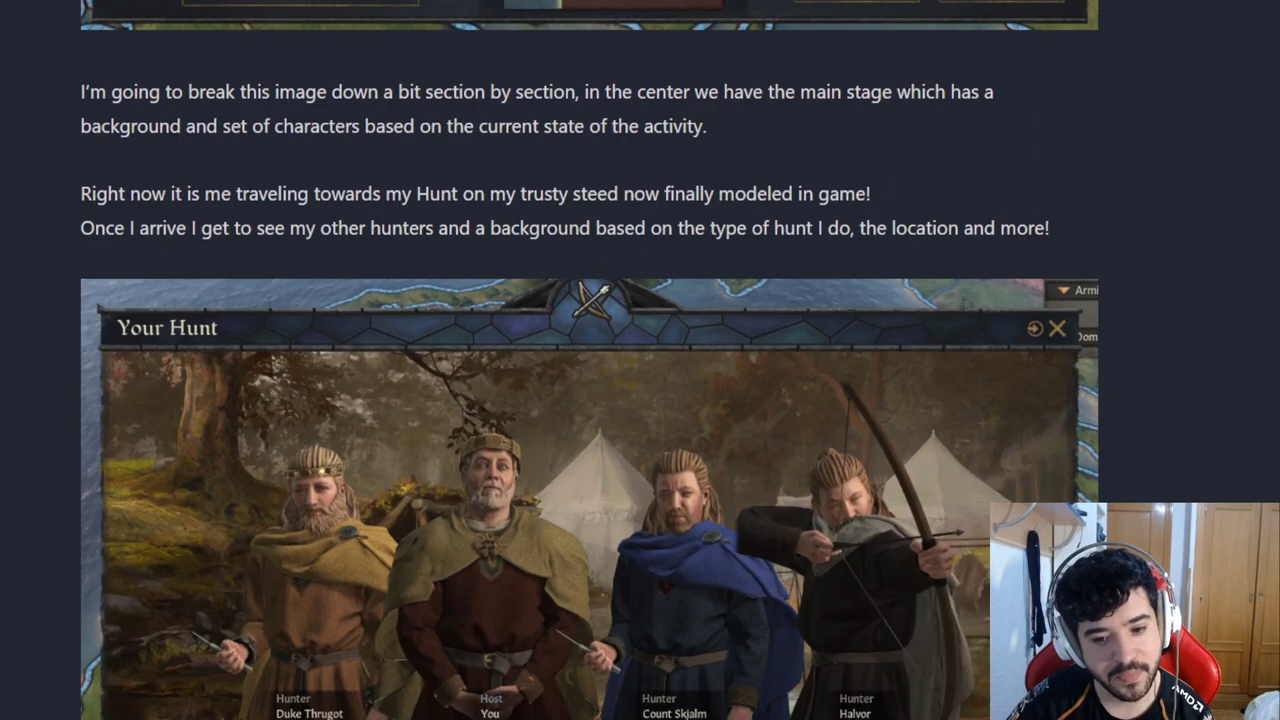 I'm going to break this image down a bit section by section, in the center we have the main stage which has a
background and set of characters based on the current state of the activity.
Right now it is me traveling towards my Hunt on my trusty steed now finally modeled in game!
Once I arrive I get to see my other hunters and a background based on the type of hunt I do, the location and more!
Armi
Your Hunt
Dom
Hunter
Duke Thrugot
Host
You
Hunter
Count Skjalm
Hunter
Halvor
AMD